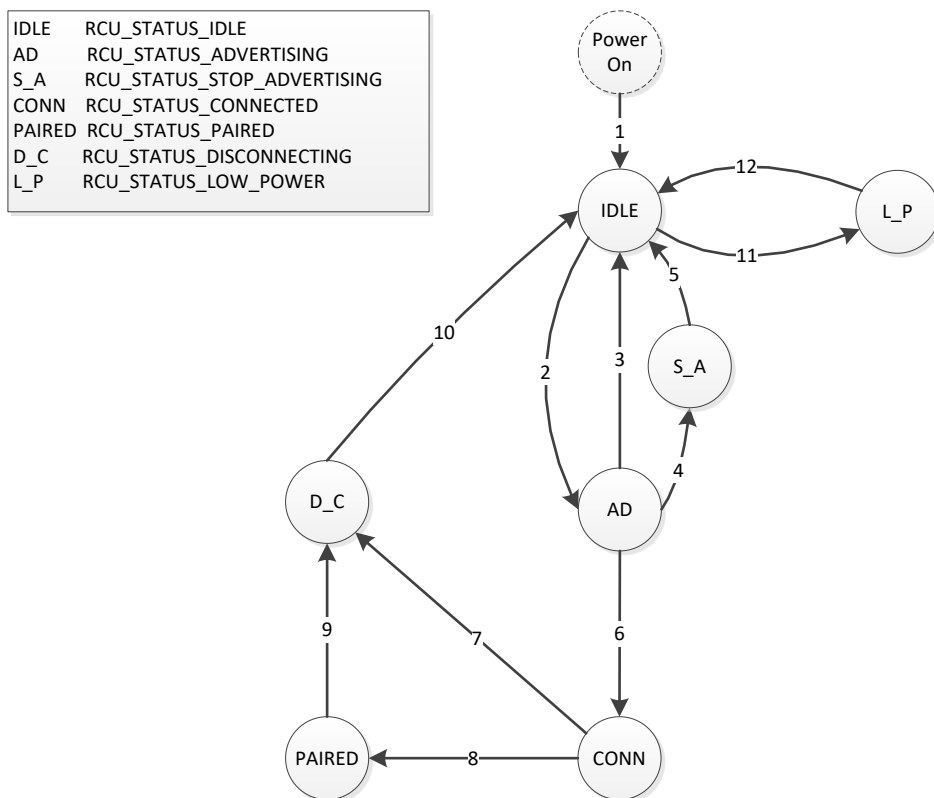 IDLE RCU_STATUS_IDLE
AD RCU_STATUS_ADVERTISING
S_A RCU_STATUS_STOP_ADVERTISING
CONN RCU_STATUS_CONNECTED
PAIRED RCU_STATUS_PAIRED
D_C RCU_STATUS_DISCONNECTING
L_P RCU_STATUS_LOW_POWER
Power
On
1
12
IDLE
L_P
11
5
10
3
2
S_A
4
D_C
AD
9
7
6
PAIRED
8
CONN